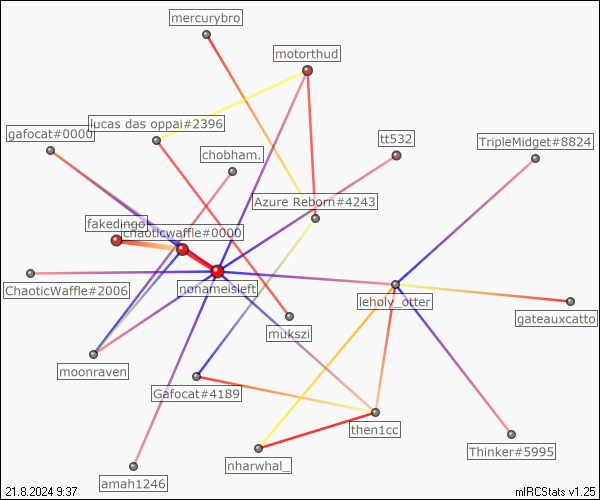 mercurybro
motorthud
lucas das oppai#2396
gafocat#0000
tt532
TripleMidget#8824
chobham.
Azure Reborn#4243
fakedingo
chaoticwaffle#0000
ChaoticWaffle#2006
nonameisleft
leholy_otter
gateauxcatto
mukszi
moonraven
Gafocat#4189
then1cc
Thinker#5995
nharwhal_
amah1246
21.8.2024 9:37
mIRCStats v1.25